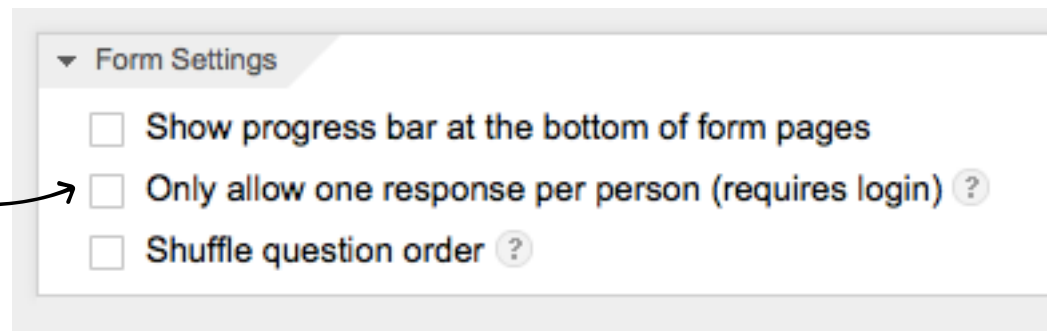 Form Settings
Show progress bar at the bottom of form pages
Only allow one response per person (requires login) ?
Shuffle question order ?